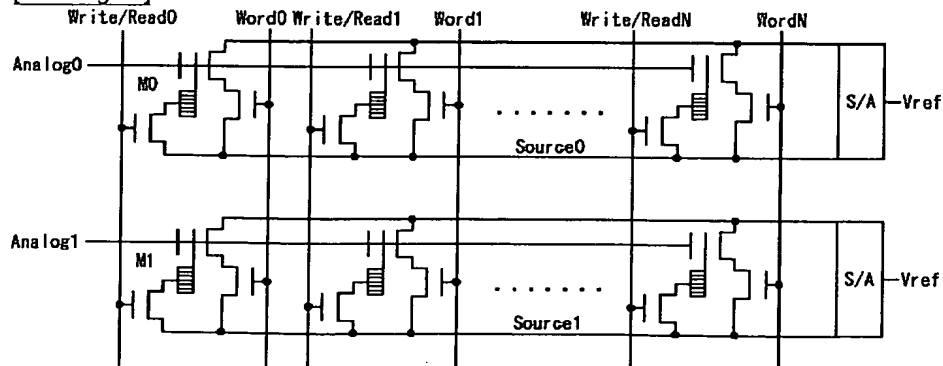 Write/Read0 Word0 Write/Read1 Word1 Write/ReadN WordN
Analog0
M0
S/A Vref
. . . . . . .
Source0
Analog1
M1
S/A Vref
. . . . . . .
Source1